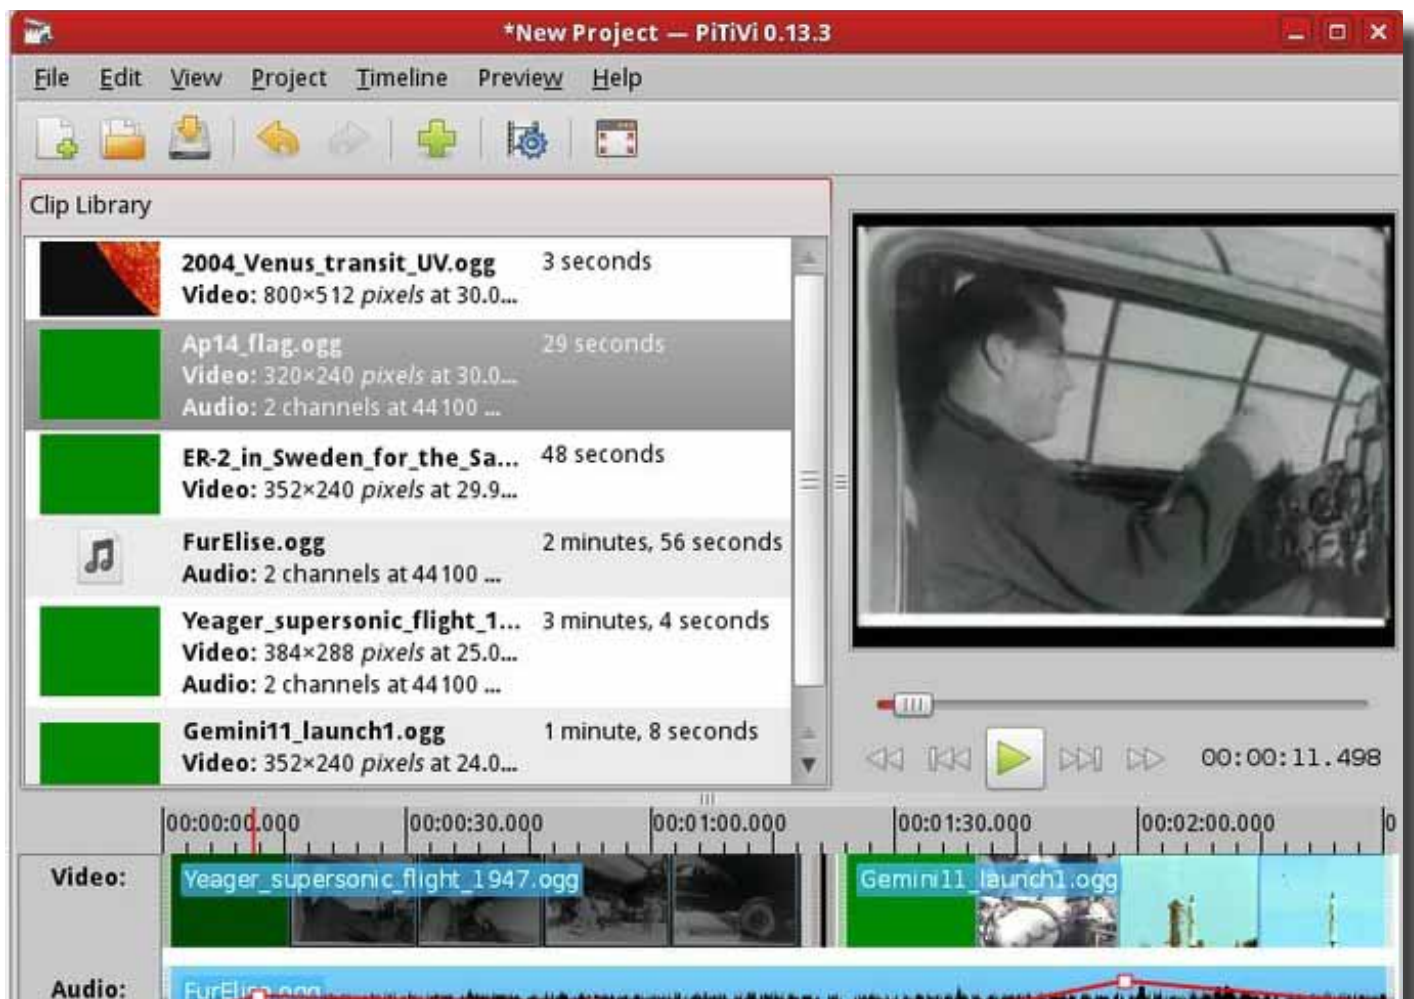 *New Project — PiTiVi 0.13.3
File Edit View Project Timeline Preview Help
Clip Library
2004_Venus_transit_UV.ogg 3 seconds
Video: 800×512 pixels at 30.0...
Ap14_flag.ogg 29 seconds
Video: 320×240 pixels at 30.0...
Audio: 2 channels at 44100 ...
ER-2_in_Sweden_for_the_Sa... 48 seconds
Video: 352×240 pixels at 29.9...
FurElise.ogg 2 minutes, 56 seconds
Audio: 2 channels at 44100 ...
Yeager_supersonic_flight_1... 3 minutes, 4 seconds
Video: 384×288 pixels at 25.0...
Audio: 2 channels at 44100 ...
Gemini11_launch1.ogg 1 minute, 8 seconds
Video: 352×240 pixels at 24.0...
00:00:11.498
00:00:00.000 00:00:30.000 00:01:00.000 00:01:30.000 00:02:00.000 0
Video: Yeager_supersonic_flight_1947.ogg Gemini11_launch1.ogg
Audio: FurElise.ogg